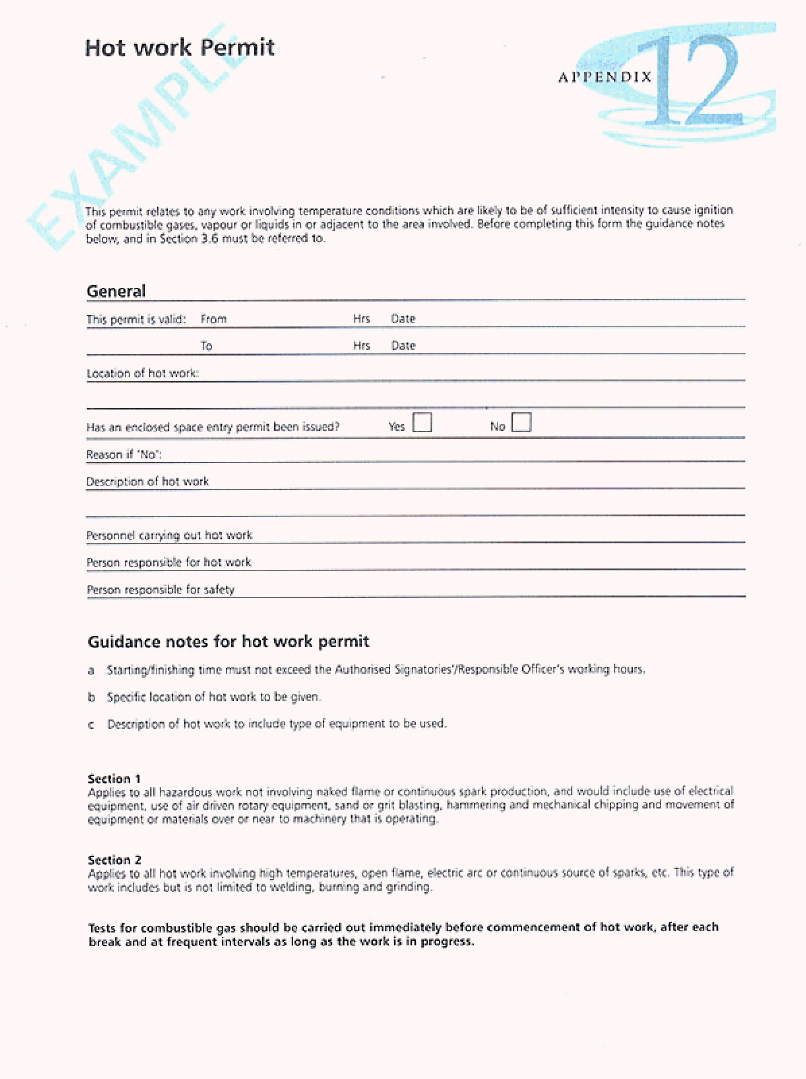 Hot work Permit
EXAMPLE
APPENDIX 12
This permit relates to any work involving temperature conditions which are likely to be of sufficient intensity to cause ignition
of combustible gases, vapour or liquids in or adjacent to the area involved. Before completing this form the guidance notes
below, and in Section 3.6 must be referred to.
General
This permit is valid: From Hrs Date
To Hrs Date
Location of hot work:
Has an enclosed space entry permit been issued? Yes No
Reason if 'No':
Description of hot work
Personnel carrying out hot work
Person responsible for hot work
Person responsible for safety
Guidance notes for hot work permit
a Starting/finishing time must not exceed the Authorised Signatories'/Responsible Officer's working hours.
b Specific location of hot work to be given.
c Description of hot work to include type of equipment to be used.
Section 1
Applies to all hazardous work not involving naked flame or continuous spark production, and would include use of electrical
equipment, use of air driven rotary equipment, sand or grit blasting, hammering and mechanical chipping and movement of
equipment or materials over or near to machinery that is operating.
Section 2
Applies to all hot work involving high temperatures, open flame, electric arc or continuous source of sparks, etc. This type of
work includes but is not limited to welding, burning and grinding.
Tests for combustible gas should be carried out immediately before commencement of hot work, after each
break and at frequent intervals as long as the work is in progress.